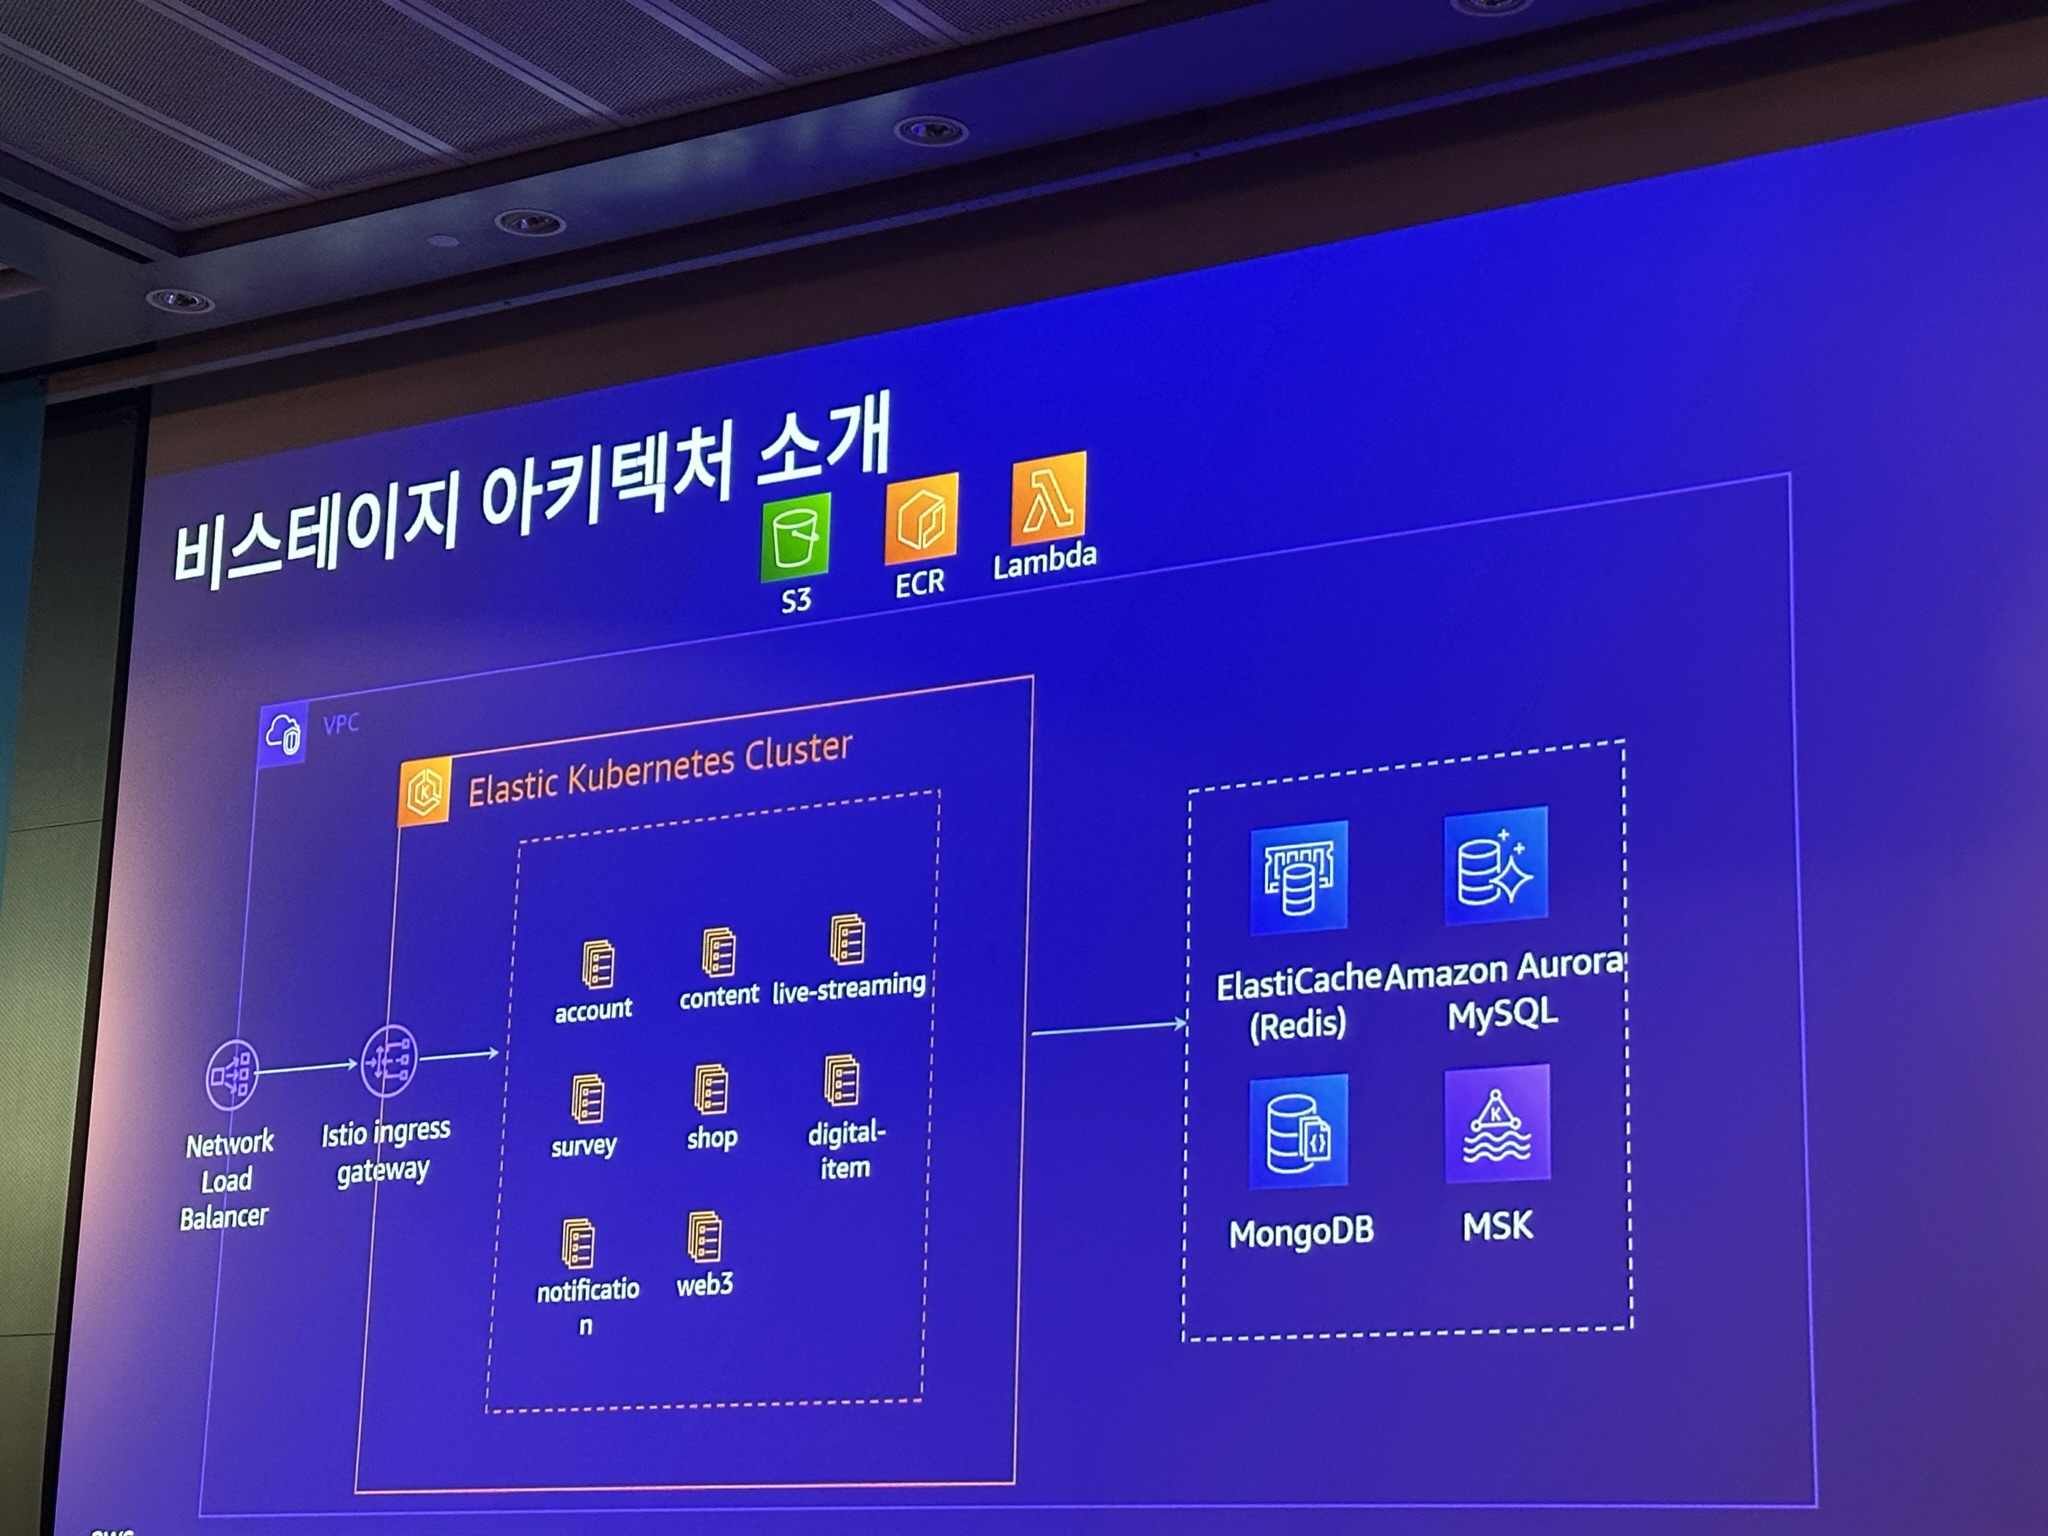 비스테이지 아키텍처 소개
S3
ECR
Lambda
VPC
Elastic Kubernetes Cluster
account
content
live-streaming
survey
shop
digital-
item
notificatio
n
web3
Network
Load
Balancer
Istio ingress
gateway
ElastiCache
(Redis)
Amazon Aurora
MySQL
MongoDB
MSK
aws